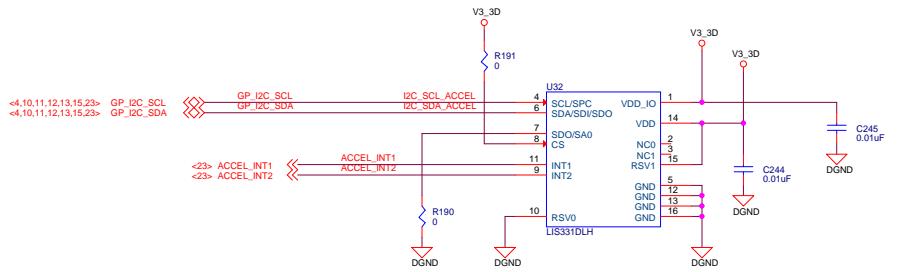 V3_3D
V3_3D
V3_3D
R191
0
U32
<4,10,11,12,13,15,23> GP_I2C_SCL GP_I2C_SCL I2C_SCL_ACCEL 4 SCL/SPC VDD_IO 1
<4,10,11,12,13,15,23> GP_I2C_SDA GP_I2C_SDA I2C_SDA_ACCEL 6 SDA/SDI/SDO
VDD 14
7 SDO/SA0
8 CS
NC0 2
NC1 3
RSV1 15
C245
0.01uF
DGND
<23> ACCEL_INT1 ACCEL_INT1 11 INT1
<23> ACCEL_INT2 ACCEL_INT2 9 INT2
C244
0.01uF
DGND
GND 5
GND 12
GND 13
GND 16
R190
0
10 RSV0
LIS331DLH
DGND
DGND
DGND